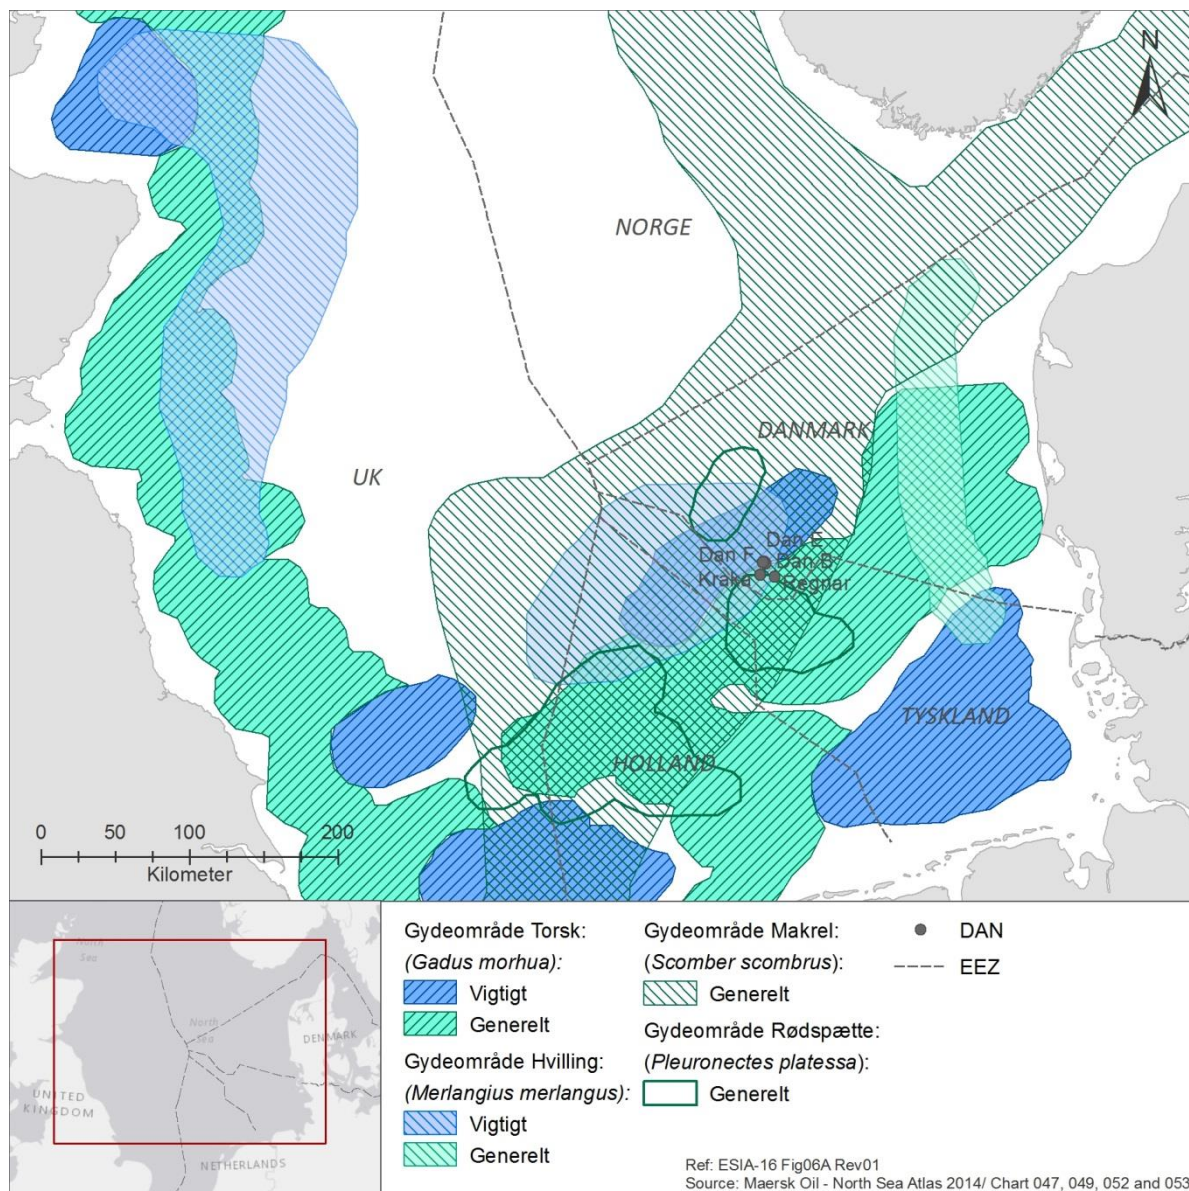 N
NORGE
DANMARK
UK
Dan E
Dan F
Dan B
Kraka
Regnar
TYSKLAND
HOLLAND
0 50 100 200
Kilometer
North Sea
North Sea
DENMARK
UNITED KINGDOM
NETHERLANDS
Gydeområde Torsk:
(Gadus morhua):
Vigtigt
Generelt
Gydeområde Hvilling:
(Merlangius merlangus):
Vigtigt
Generelt
Gydeområde Makrel:
(Scomber scombrus):
Generelt
Gydeområde Rødspætte:
(Pleuronectes platessa):
Generelt
DAN
EEZ
Ref: ESIA-16 Fig06A Rev01
Source: Maersk Oil - North Sea Atlas 2014/ Chart 047, 049, 052 and 053